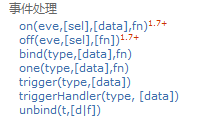 事件处理
on(eve,[sel],[data],fn)1.7+
off(eve,[sel],[fn])1.7+
bind(type,[data],fn)
one(type,[data],fn)
trigger(type,[data])
triggerHandler(type, [data])
unbind(t,[d|f])